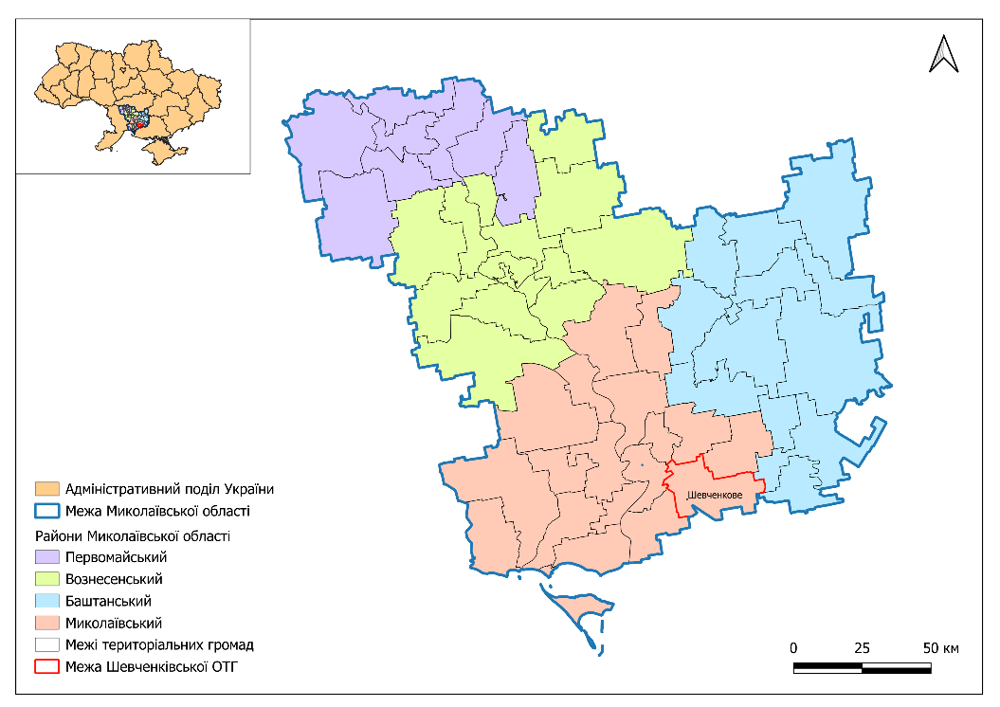 Шевченкове
Адміністративний поділ України
Межа Миколаївської області
Райони Миколаївської області
Первомайський
Вознесенський
Баштанський
Миколаївський
Межі територіальних громад
Межа Шевченківської ОТГ
0 25 50 км